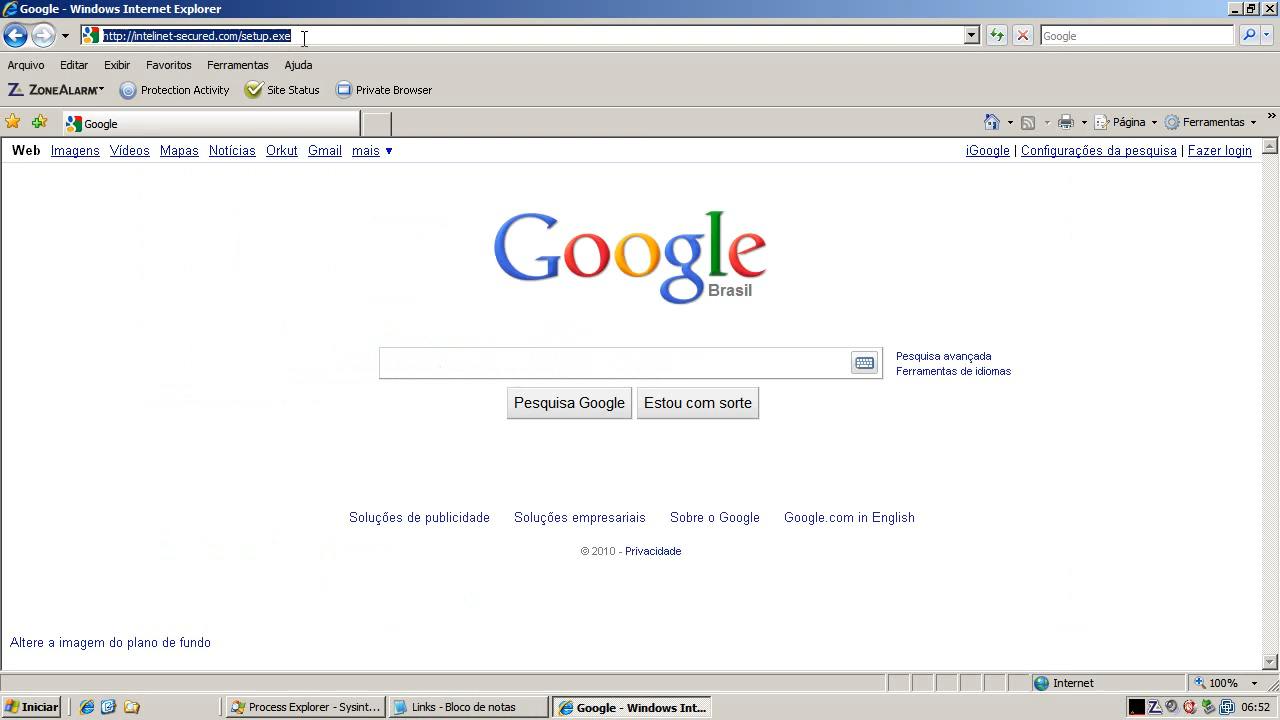 Google - Windows Internet Explorer
http://intelinet-secured.com/setup.exe
Google
Arquivo Editar Exibir Favoritos Ferramentas Ajuda
ZONEALARM Protection Activity Site Status Private Browser
Google
Página Ferramentas
Web Imagens Vídeos Mapas Notícias Orkut Gmail mais ▼
iGoogle | Configurações da pesquisa | Fazer login
Google
Brasil
Pesquisa avançada
Ferramentas de idiomas
Pesquisa Google Estou com sorte
Soluções de publicidade Soluções empresariais Sobre o Google Google.com in English
© 2010 - Privacidade
Altere a imagem do plano de fundo
Internet 100%
Iniciar Process Explorer - Sysint... Links - Bloco de notas Google - Windows Int... 06:52